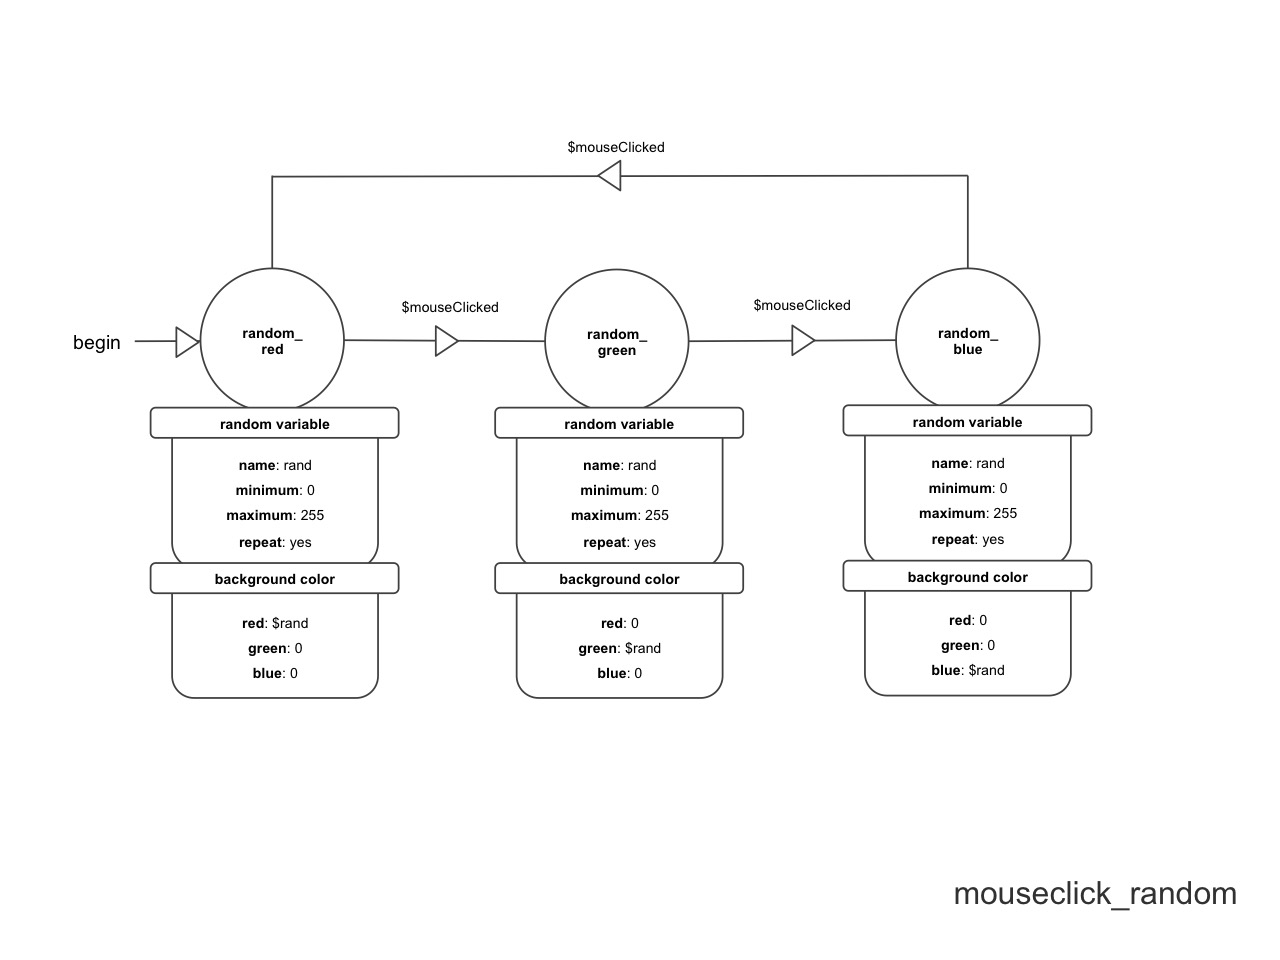 $mouseClicked
begin
random_
red
$mouseClicked
random_
green
$mouseClicked
random_
blue
random variable
name: rand
minimum: 0
maximum: 255
repeat: yes
background color
red: $rand
green: 0
blue: 0
random variable
name: rand
minimum: 0
maximum: 255
repeat: yes
background color
red: 0
green: $rand
blue: 0
random variable
name: rand
minimum: 0
maximum: 255
repeat: yes
background color
red: 0
green: 0
blue: $rand
mouseclick_random